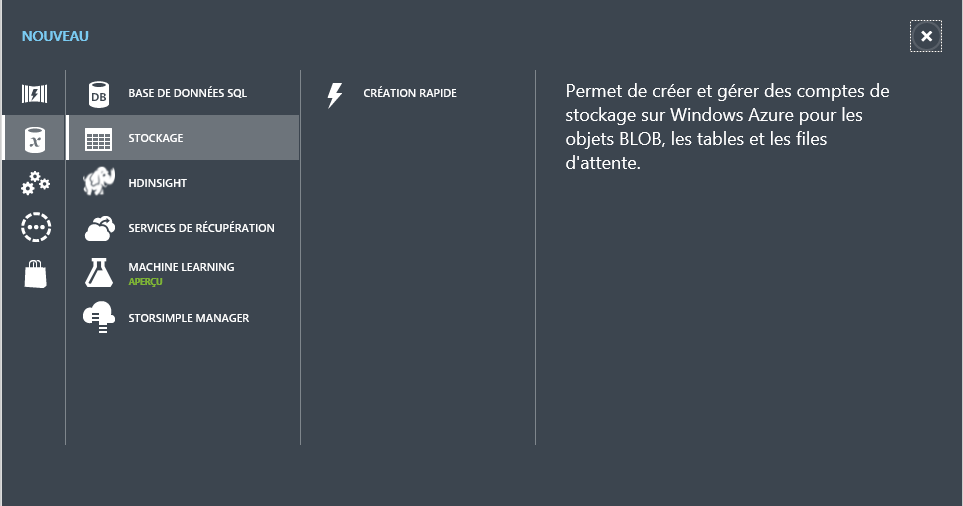 NOUVEAU
DB
BASE DE DONNÉES SQL
x
STOCKAGE
HDINSIGHT
SERVICES DE RÉCUPÉRATION
MACHINE LEARNING
APERÇU
STORSIMPLE MANAGER
CRÉATION RAPIDE
Permet de créer et gérer des comptes de
stockage sur Windows Azure pour les
objets BLOB, les tables et les files
d'attente.